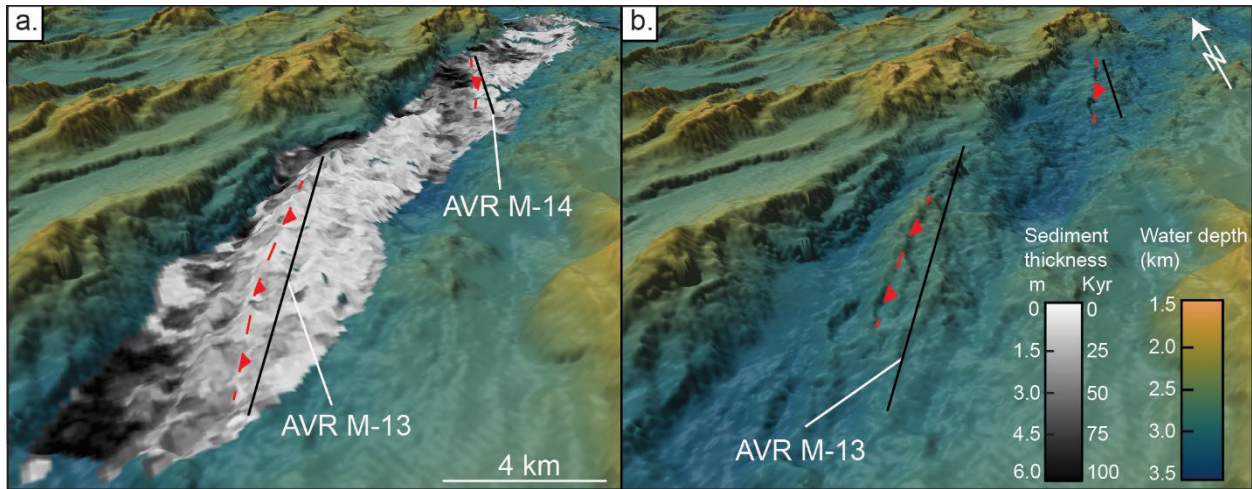 a.
AVR M-14
AVR M-13
4 km
b.
N
AVR M-13
Sediment
thickness
m Kyr
0 0
1.5 25
3.0 50
4.5 75
6.0 100
Water depth
(km)
1.5
2.0
2.5
3.0
3.5